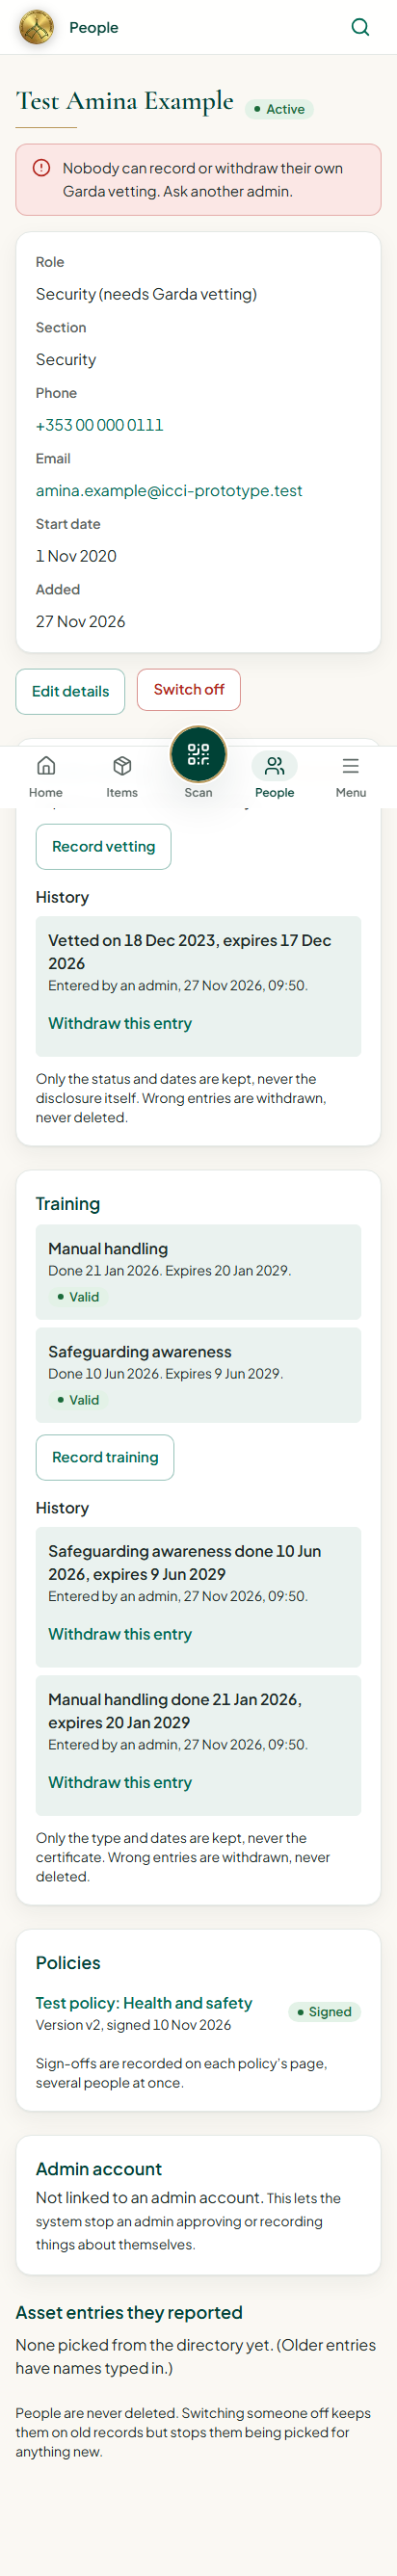 People
Test Amina Example
Active
Nobody can record or withdraw their own
Garda vetting. Ask another admin.
Role
Security (needs Garda vetting)
Section
Security
Phone
+353 00 000 0111
Email
amina.example@icci-prototype.test
Start date
1 Nov 2020
Added
27 Nov 2026
Edit details
Switch off
Home
Items
Scan
People
Menu
Record vetting
History
Vetted on 18 Dec 2023, expires 17 Dec
2026
Entered by an admin, 27 Nov 2026, 09:50.
Withdraw this entry
Only the status and dates are kept, never the
disclosure itself. Wrong entries are withdrawn,
never deleted.
Training
Manual handling
Done 21 Jan 2026. Expires 20 Jan 2029.
Valid
Safeguarding awareness
Done 10 Jun 2026. Expires 9 Jun 2029.
Valid
Record training
History
Safeguarding awareness done 10 Jun
2026, expires 9 Jun 2029
Entered by an admin, 27 Nov 2026, 09:50.
Withdraw this entry
Manual handling done 21 Jan 2026,
expires 20 Jan 2029
Entered by an admin, 27 Nov 2026, 09:50.
Withdraw this entry
Only the type and dates are kept, never the
certificate. Wrong entries are withdrawn, never
deleted.
Policies
Test policy: Health and safety
Signed
Version v2, signed 10 Nov 2026
Sign-offs are recorded on each policy's page,
several people at once.
Admin account
Not linked to an admin account. This lets the
system stop an admin approving or recording
things about themselves.
Asset entries they reported
None picked from the directory yet. (Older entries
have names typed in.)
People are never deleted. Switching someone off keeps
them on old records but stops them being picked for
anything new.